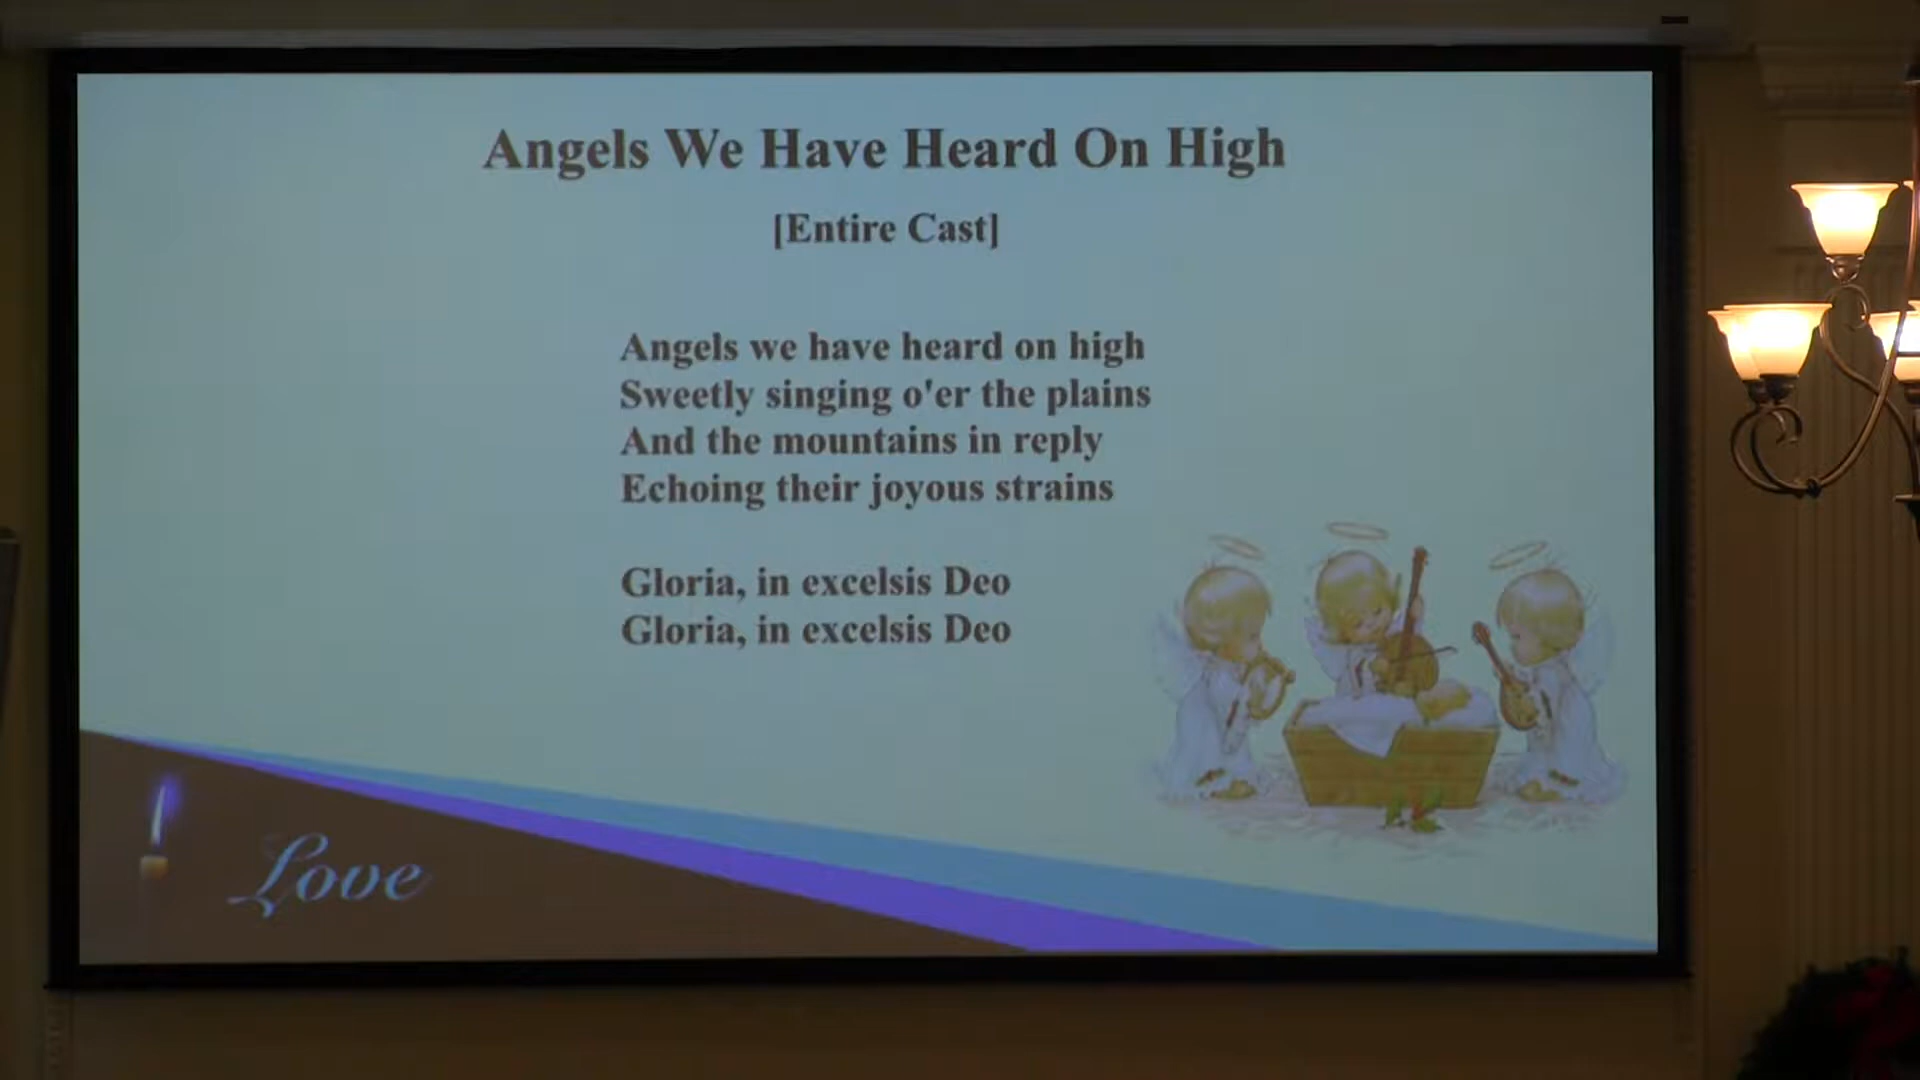 Angels We Have Heard On High
[Entire Cast]
Angels we have heard on high
Sweetly singing o'er the plains
And the mountains in reply
Echoing their joyous strains
Gloria, in excelsis Deo
Gloria, in excelsis Deo
Love